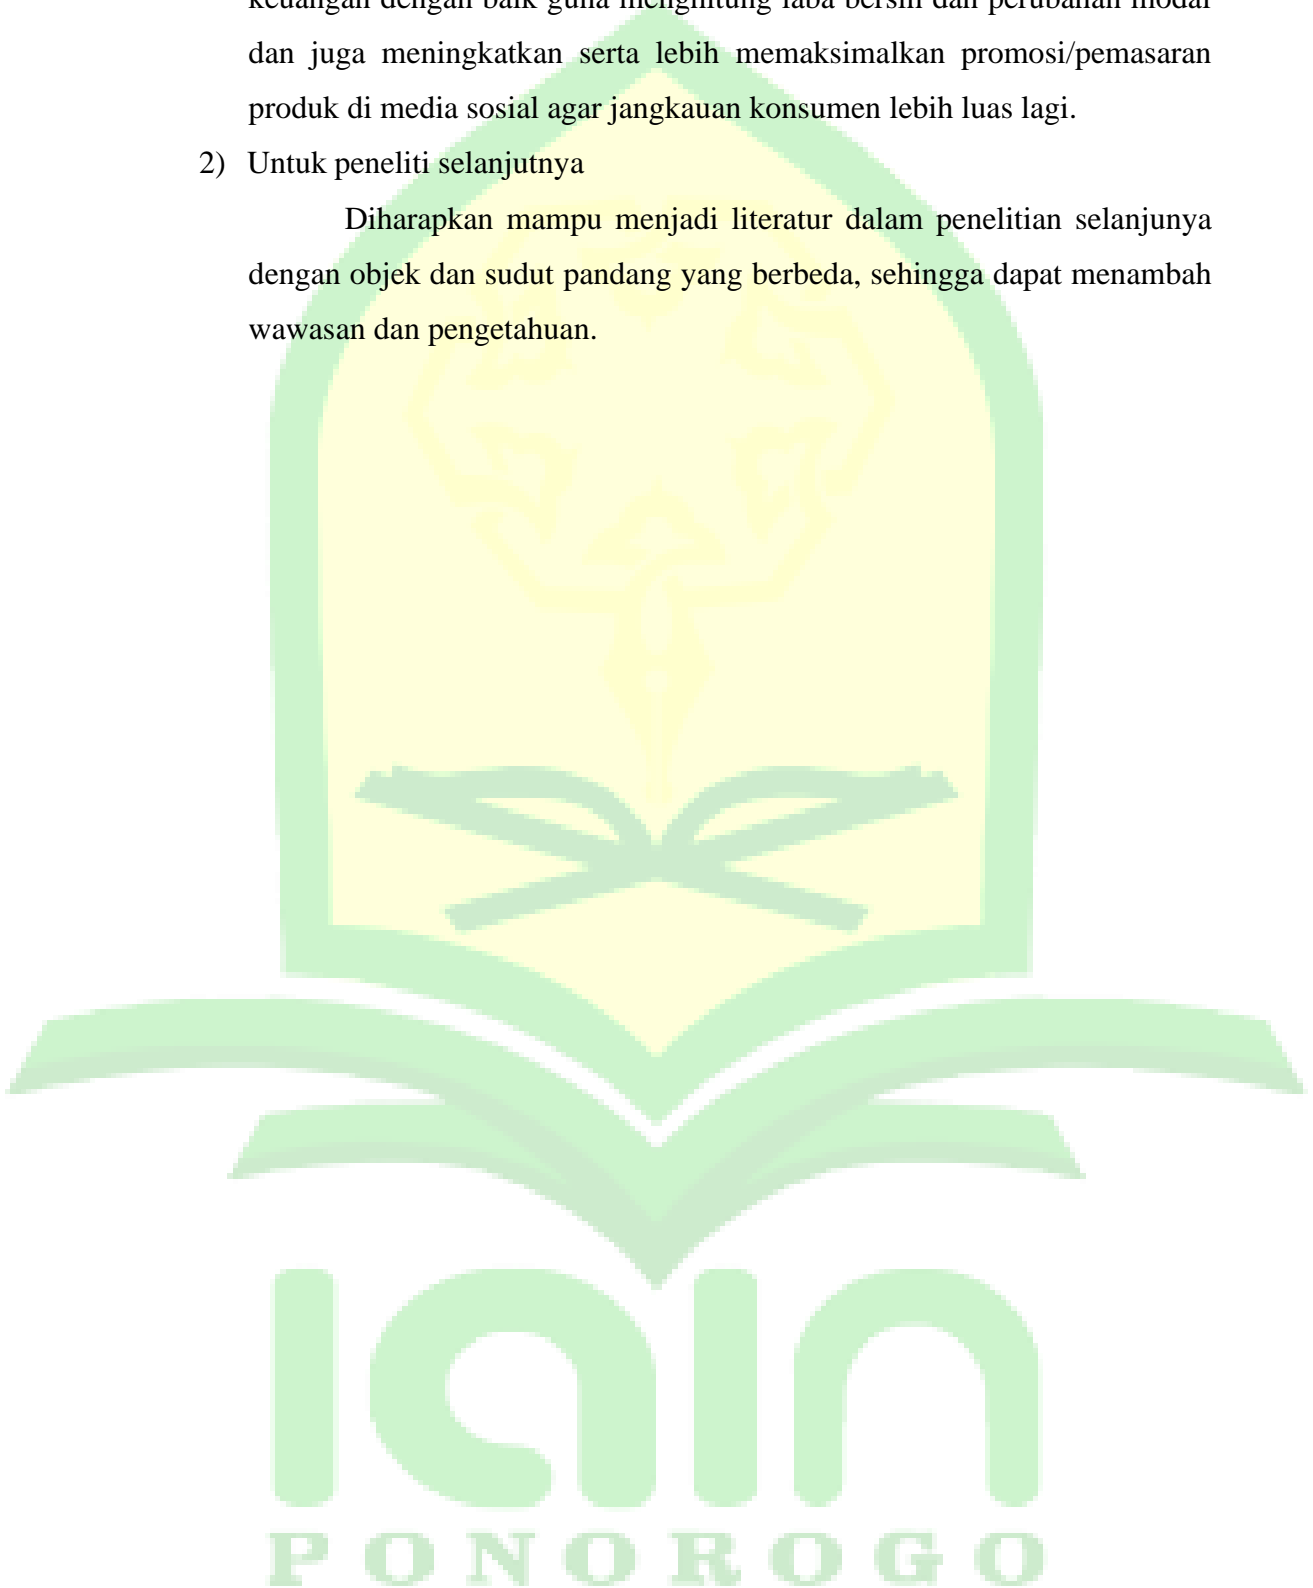 keuangan dengan baik guna menghitung laba bersih dan perubahan modal
dan juga meningkatkan serta lebih memaksimalkan promosi/pemasaran
produk di media sosial agar jangkauan konsumen lebih luas lagi.
2) Untuk peneliti selanjutnya
Diharapkan mampu menjadi literatur dalam penelitian selanjunya
dengan objek dan sudut pandang yang berbeda, sehingga dapat menambah
wawasan dan pengetahuan.
IAIN
PONOROGO